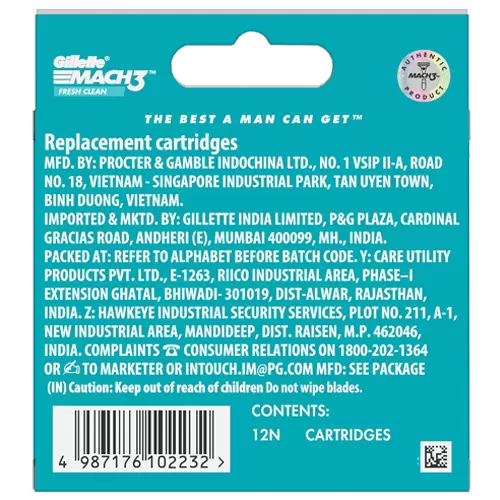 Gillette
MACH3™
FRESH CLEAN
AUTHENTIC
MACH3
PRODUCT
THE BEST A MAN CAN GET™
Replacement cartridges
MFD. BY: PROCTER & GAMBLE INDOCHINA LTD., NO. 1 VSIP II-A, ROAD
NO. 18, VIETNAM - SINGAPORE INDUSTRIAL PARK, TAN UYEN TOWN,
BINH DUONG, VIETNAM.
IMPORTED & MKTD. BY: GILLETTE INDIA LIMITED, P&G PLAZA, CARDINAL
GRACIAS ROAD, ANDHERI (E), MUMBAI 400099, MH., INDIA.
PACKED AT: REFER TO ALPHABET BEFORE BATCH CODE. Y: CARE UTILITY
PRODUCTS PVT. LTD., E-1263, RIICO INDUSTRIAL AREA, PHASE–I
EXTENSION GHATAL, BHIWADI- 301019, DIST-ALWAR, RAJASTHAN,
INDIA. Z: HAWKEYE INDUSTRIAL SECURITY SERVICES, PLOT NO. 211, A-1,
NEW INDUSTRIAL AREA, MANDIDEEP, DIST. RAISEN, M.P. 462046,
INDIA. COMPLAINTS ☎ CONSUMER RELATIONS ON 1800-202-1364
OR ✍ TO MARKETER OR INTOUCH.IM@PG.COM MFD: SEE PACKAGE
(IN) Caution: Keep out of reach of children Do not wipe blades.
CONTENTS:
12N CARTRIDGES
4 987176 102232 >